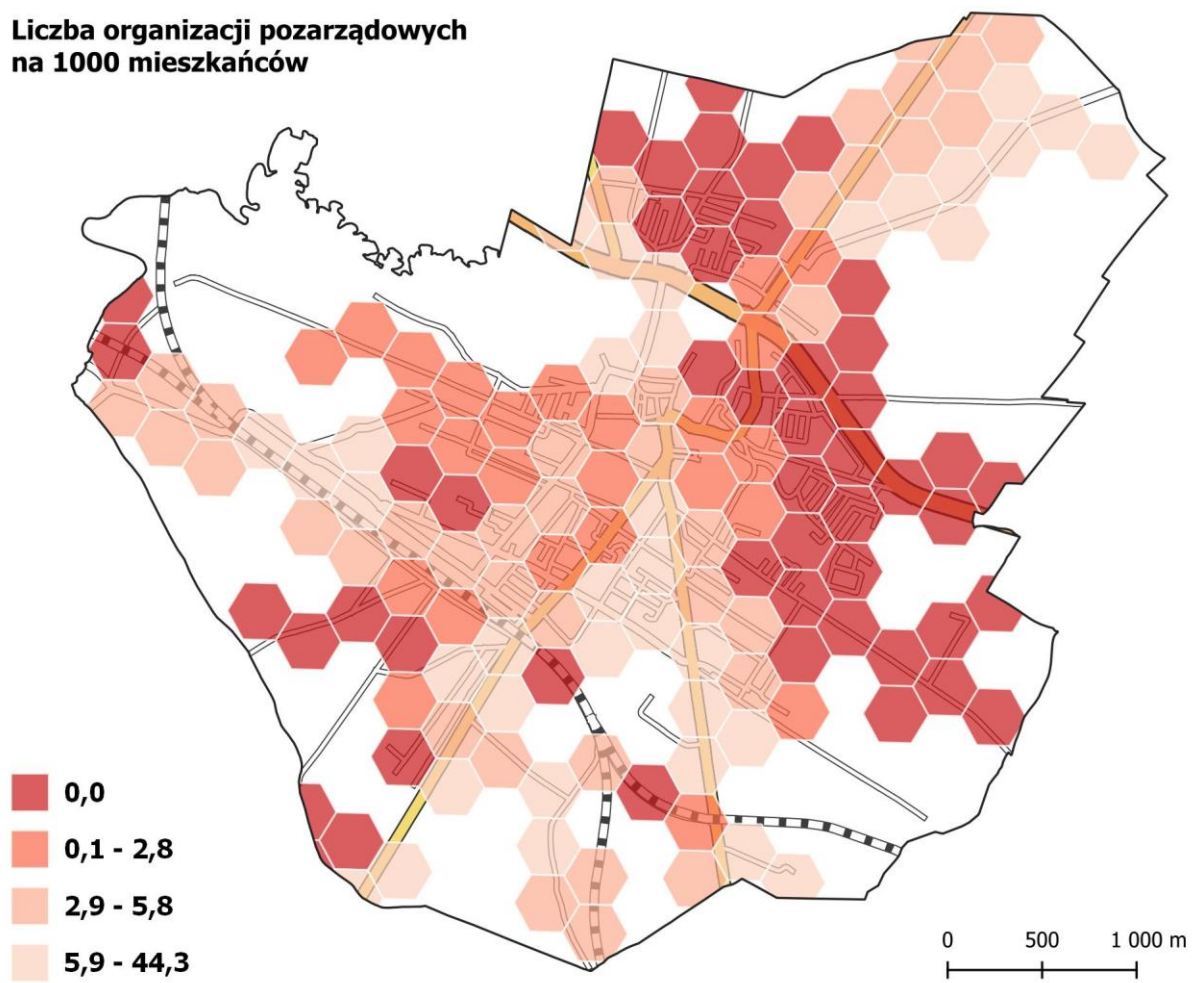 Liczba organizacji pozarządowych
na 1000 mieszkańców
0,0
0,1 - 2,8
2,9 - 5,8
5,9 - 44,3
0 500 1 000 m